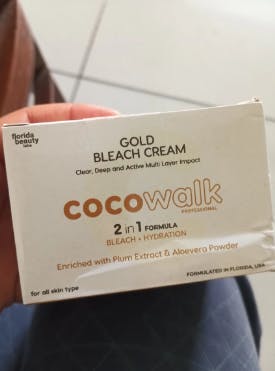 florida
beauty
labs
GOLD
BLEACH CREAM
Clear, Deep and Active Multi Layer Impact
cocowalk
PROFESSIONAL
2 in 1 FORMULA
BLEACH + HYDRATION
Enriched with Plum Extract & Aloevera Powder
for all skin type
FORMULATED IN FLORIDA, USA